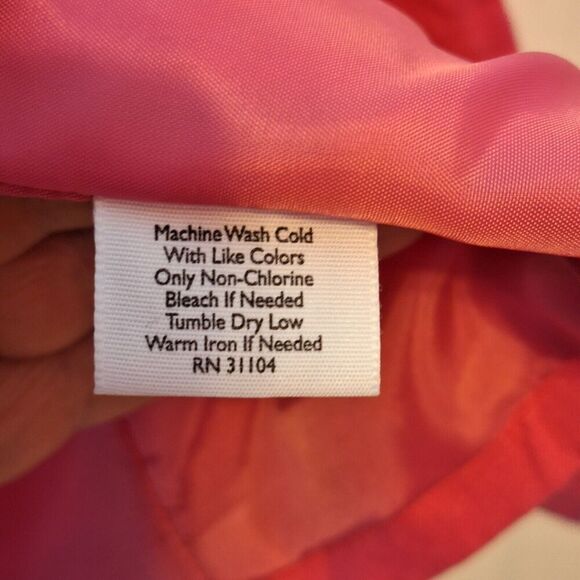 Machine Wash Cold
With Like Colors
Only Non-Chlorine
Bleach If Needed
Tumble Dry Low
Warm Iron If Needed
RN 31104